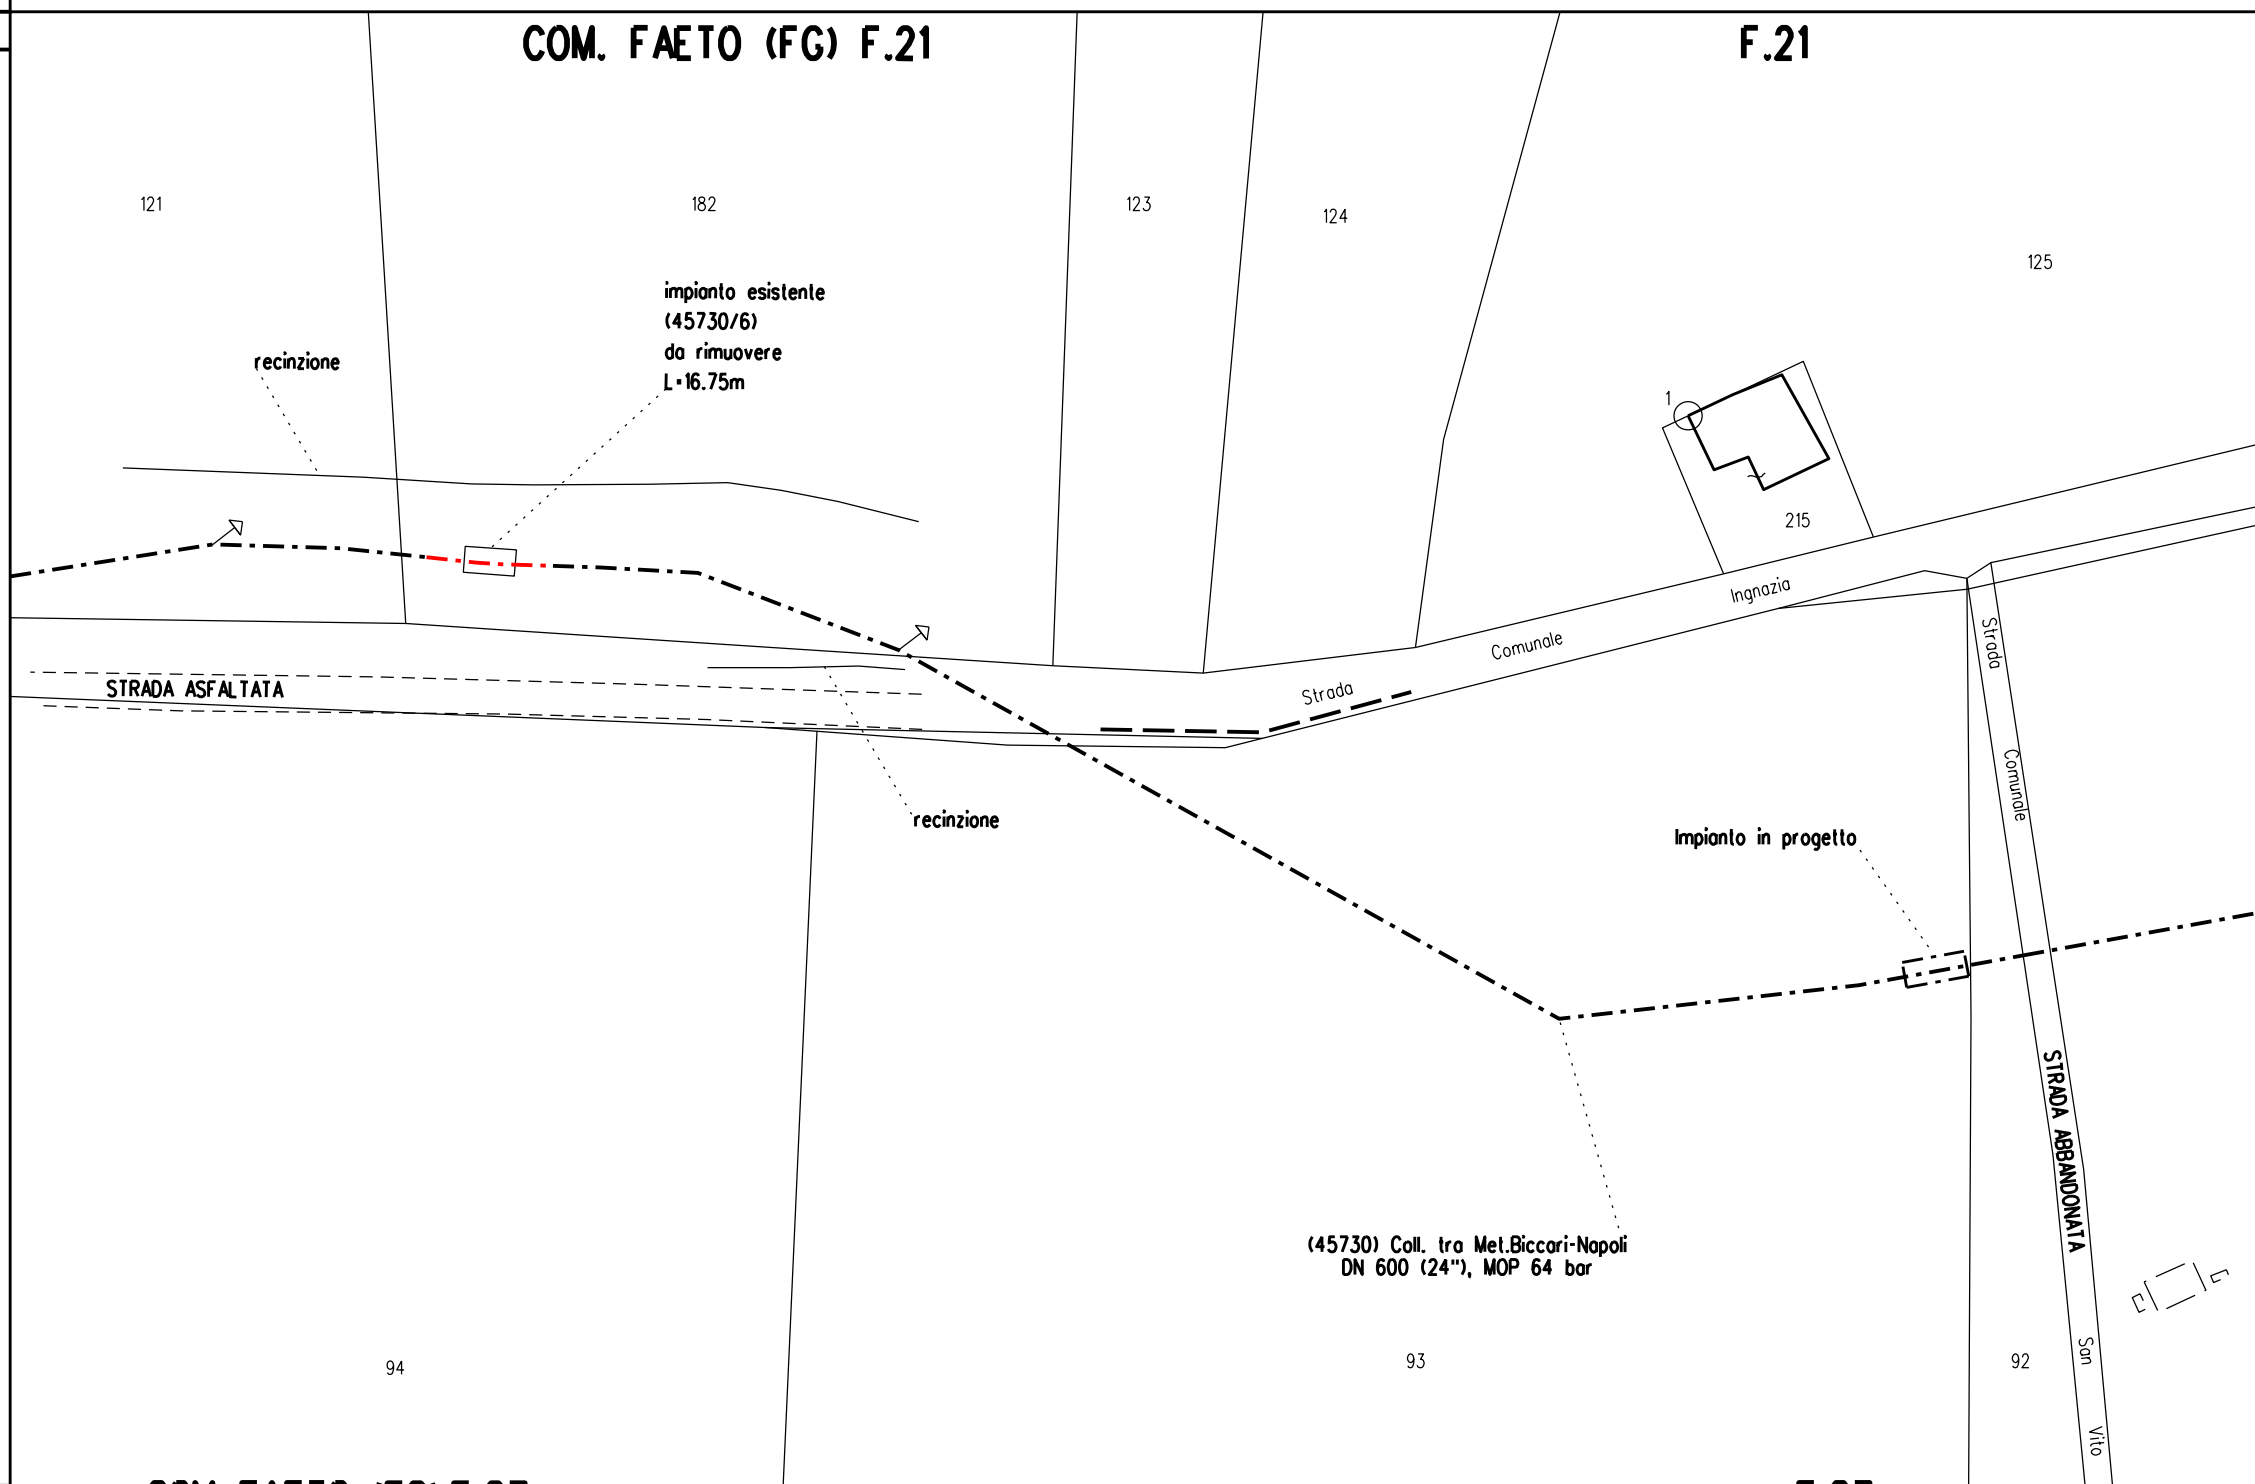 COM. FAETO (FG) F.21
F.21
121
182
123
124
125
impianto esistente
(45730/6)
da rimuovere
L=16.75m
recinzione
1
215
Ingnazia
Comunale
Strada
STRADA ASFALTATA
recinzione
Strada
Comunale
Impianto in progetto
STRADA ABBANDONATA
(45730) Coll. tra Met.Biccari-Napoli
DN 600 (24"), MOP 64 bar
94
93
92
San
Vito